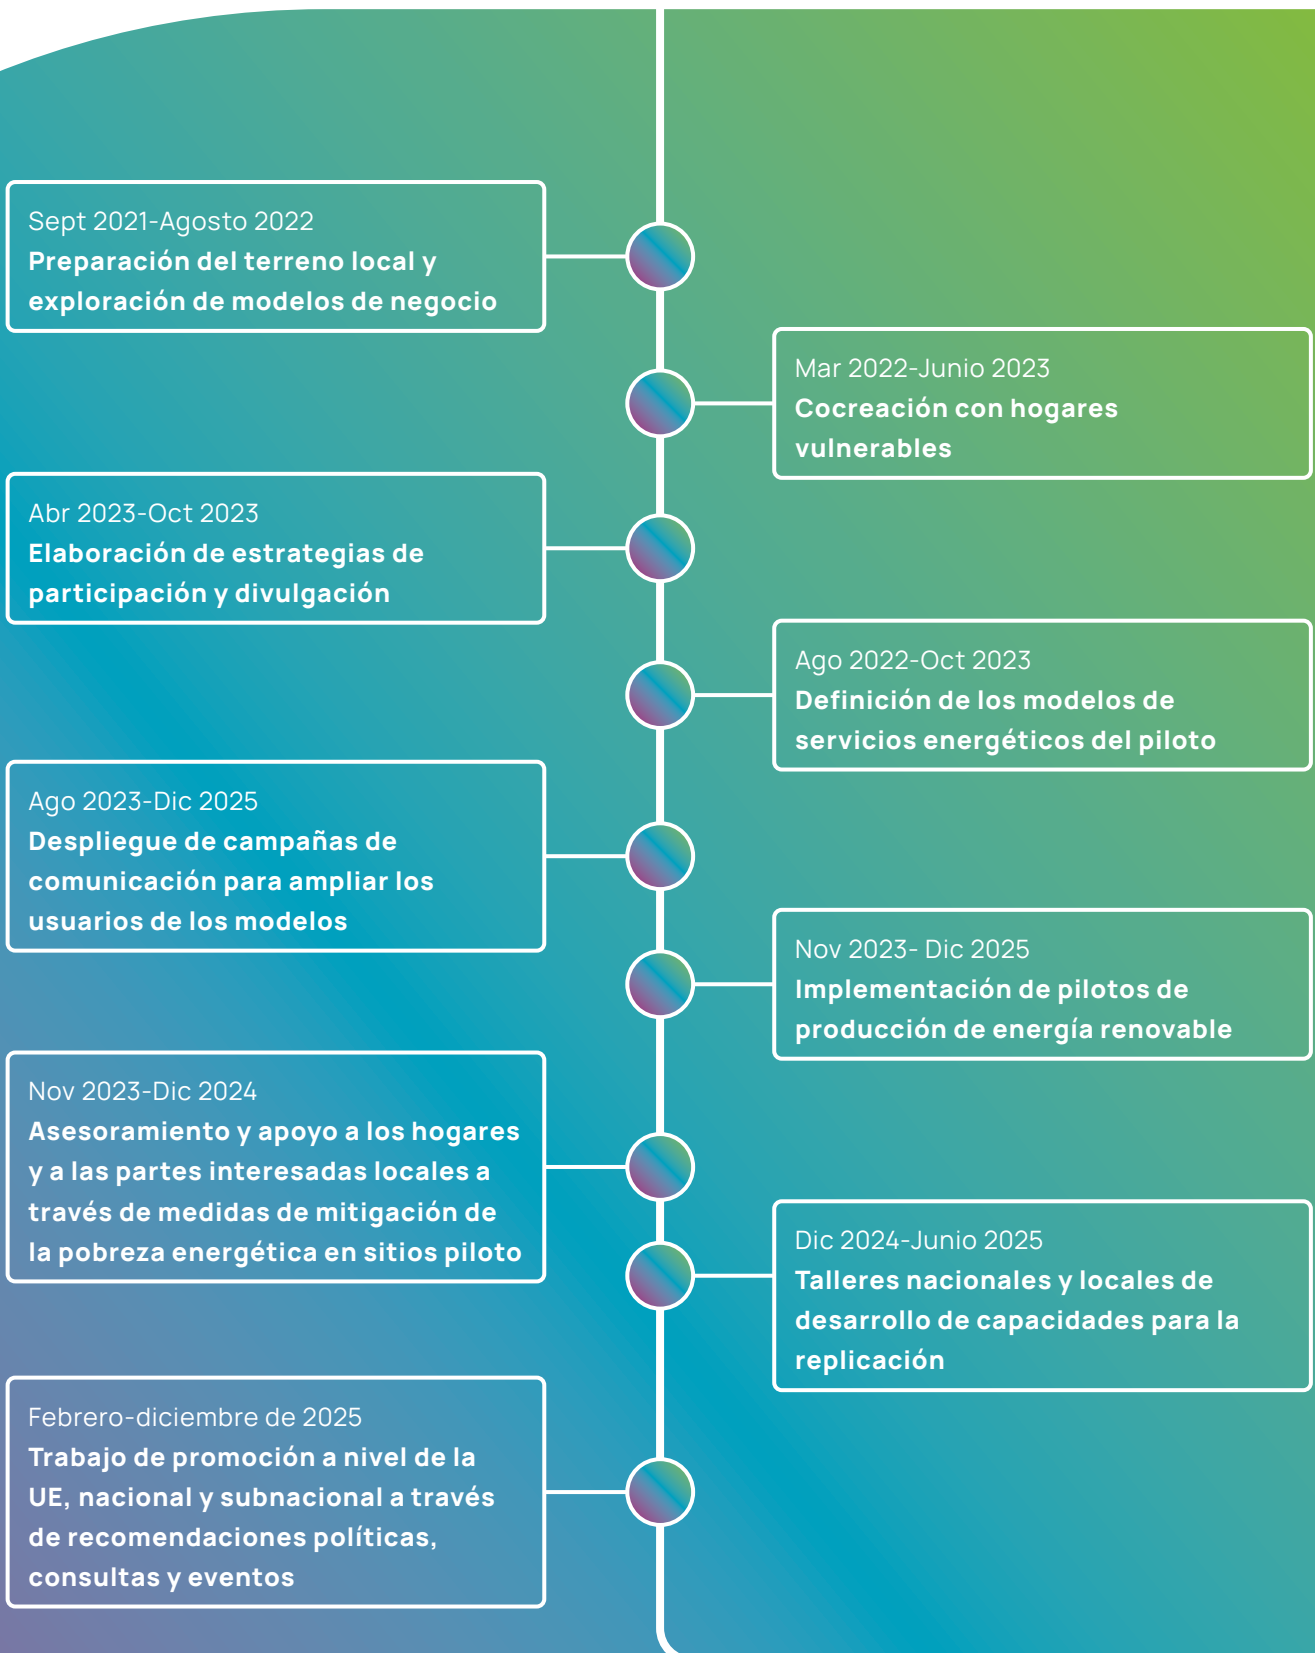 Sept 2021-Agosto 2022
Preparación del terreno local y
exploración de modelos de negocio
Mar 2022-Junio 2023
Cocreación con hogares
vulnerables
Abr 2023-Oct 2023
Elaboración de estrategias de
participación y divulgación
Ago 2022-Oct 2023
Definición de los modelos de
servicios energéticos del piloto
Ago 2023-Dic 2025
Despliegue de campañas de
comunicación para ampliar los
usuarios de los modelos
Nov 2023- Dic 2025
Implementación de pilotos de
producción de energía renovable
Nov 2023-Dic 2024
Asesoramiento y apoyo a los hogares
y a las partes interesadas locales a
través de medidas de mitigación de
la pobreza energética en sitios piloto
Dic 2024-Junio 2025
Talleres nacionales y locales de
desarrollo de capacidades para la
replicación
Febrero-diciembre de 2025
Trabajo de promoción a nivel de la
UE, nacional y subnacional a través
de recomendaciones políticas,
consultas y eventos